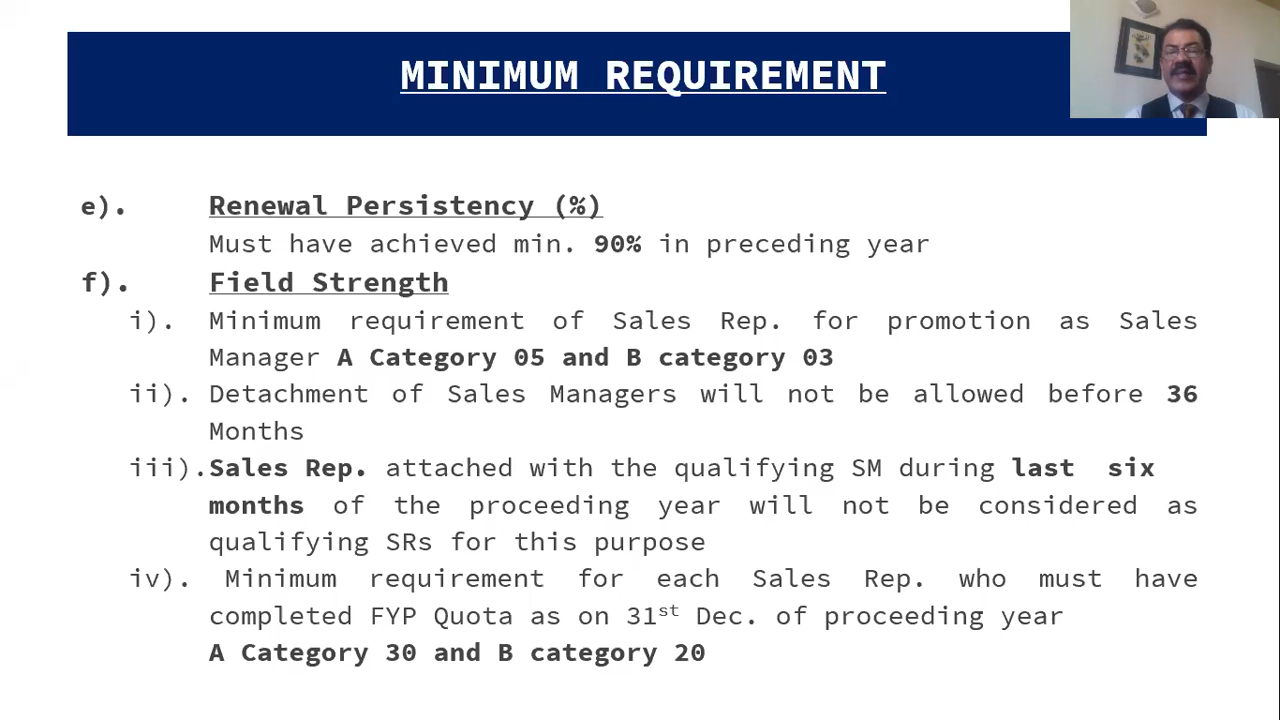 MINIMUM REQUIREMENT
e). Renewal Persistency (%)
Must have achieved min. 90% in preceding year
f). Field Strength
i). Minimum requirement of Sales Rep. for promotion as Sales
Manager A Category 05 and B category 03
ii). Detachment of Sales Managers will not be allowed before 36
Months
iii).Sales Rep. attached with the qualifying SM during last six
months of the proceeding year will not be considered as
qualifying SRs for this purpose
iv). Minimum requirement for each Sales Rep. who must have
completed FYP Quota as on 31st Dec. of proceeding year
A Category 30 and B category 20